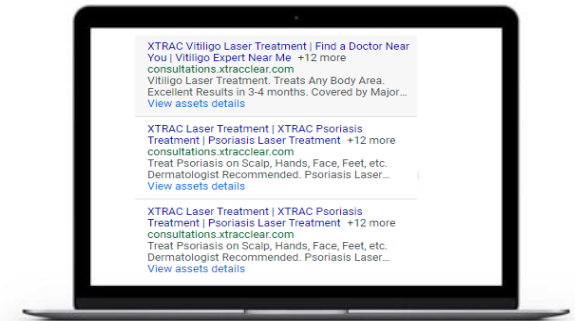 XTRAC Vitiligo Laser Treatment | Find a Doctor Near
You | Vitiligo Expert Near Me +12 more
consultations.xtracclear.com
Vitiligo Laser Treatment. Treats Any Body Area.
Excellent Results in 3-4 months. Covered by Major...
View assets details
XTRAC Laser Treatment | XTRAC Psoriasis
Treatment | Psoriasis Laser Treatment +12 more
consultations.xtracclear.com
Treat Psoriasis on Scalp, Hands, Face, Feet, etc.
Dermatologist Recommended. Psoriasis Laser...
View assets details
XTRAC Laser Treatment | XTRAC Psoriasis
Treatment | Psoriasis Laser Treatment +12 more
consultations.xtracclear.com
Treat Psoriasis on Scalp, Hands, Face, Feet, etc.
Dermatologist Recommended. Psoriasis Laser...
View assets details